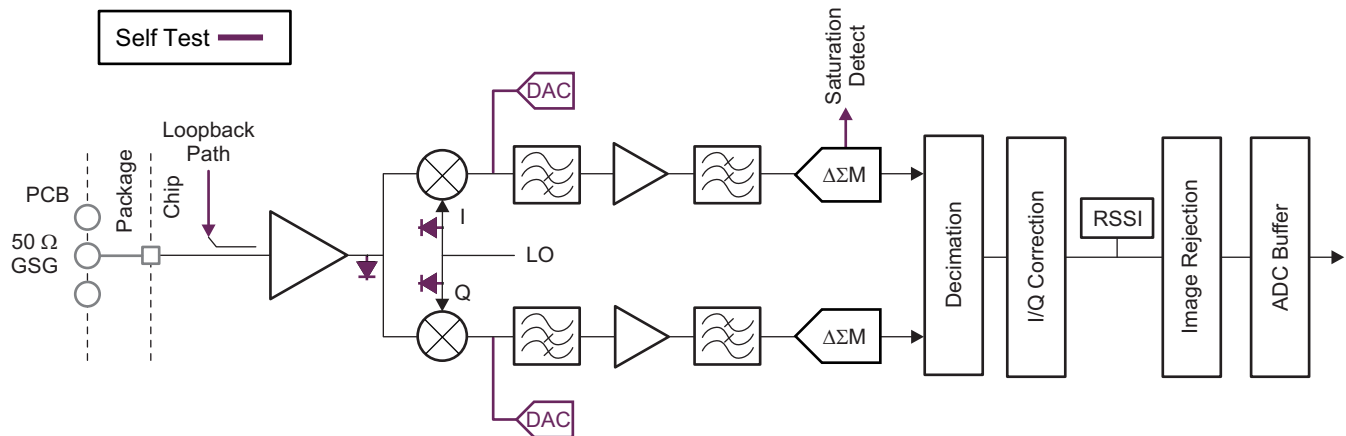 Self Test
DAC
Saturation
Detect
Loopback
Path
Package
Chip
PCB
50 Ω
GSG
I
LO
Q
ΔΣM
ΔΣM
DAC
Decimation
I/Q Correction
RSSI
Image Rejection
ADC Buffer